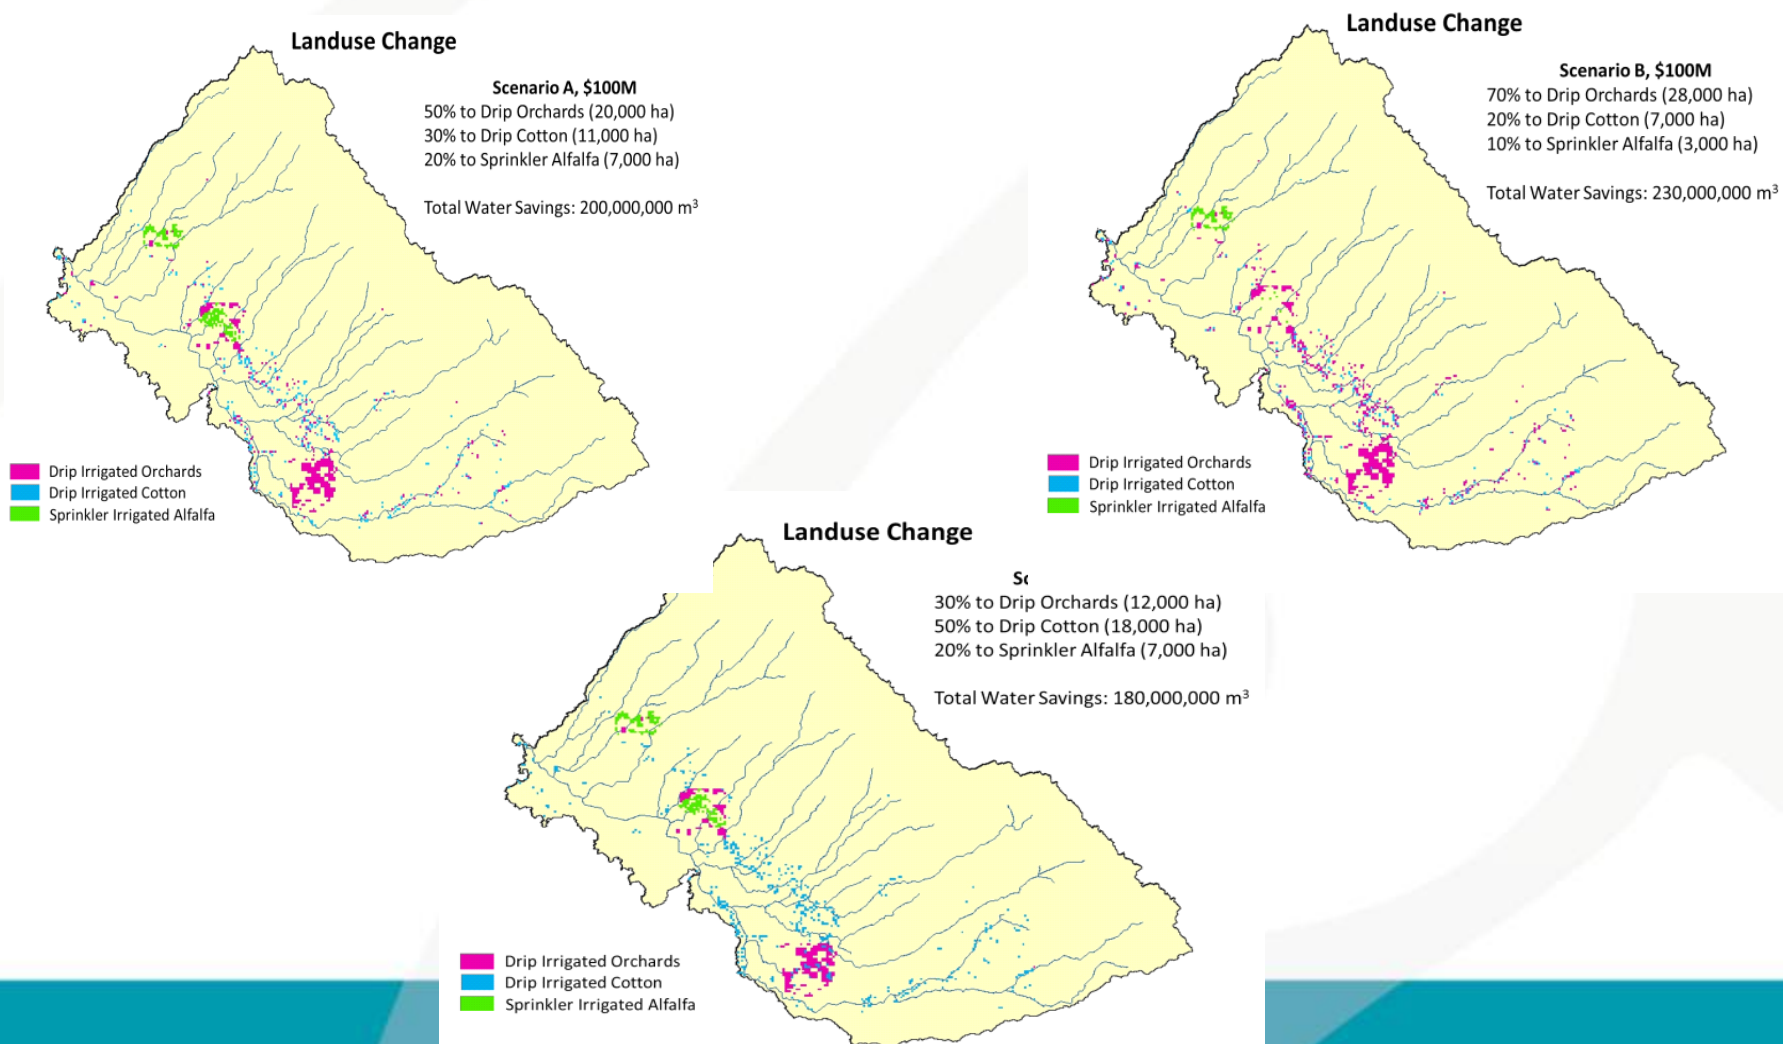 Landuse Change
Scenario A, $100M
50% to Drip Orchards (20,000 ha)
30% to Drip Cotton (11,000 ha)
20% to Sprinkler Alfalfa (7,000 ha)
Total Water Savings: 200,000,000 m³
Drip Irrigated Orchards
Drip Irrigated Cotton
Sprinkler Irrigated Alfalfa
Landuse Change
Scenario B, $100M
70% to Drip Orchards (28,000 ha)
20% to Drip Cotton (7,000 ha)
10% to Sprinkler Alfalfa (3,000 ha)
Total Water Savings: 230,000,000 m³
Drip Irrigated Orchards
Drip Irrigated Cotton
Sprinkler Irrigated Alfalfa
Landuse Change
30% to Drip Orchards (12,000 ha)
50% to Drip Cotton (18,000 ha)
20% to Sprinkler Alfalfa (7,000 ha)
Total Water Savings: 180,000,000 m³
Drip Irrigated Orchards
Drip Irrigated Cotton
Sprinkler Irrigated Alfalfa